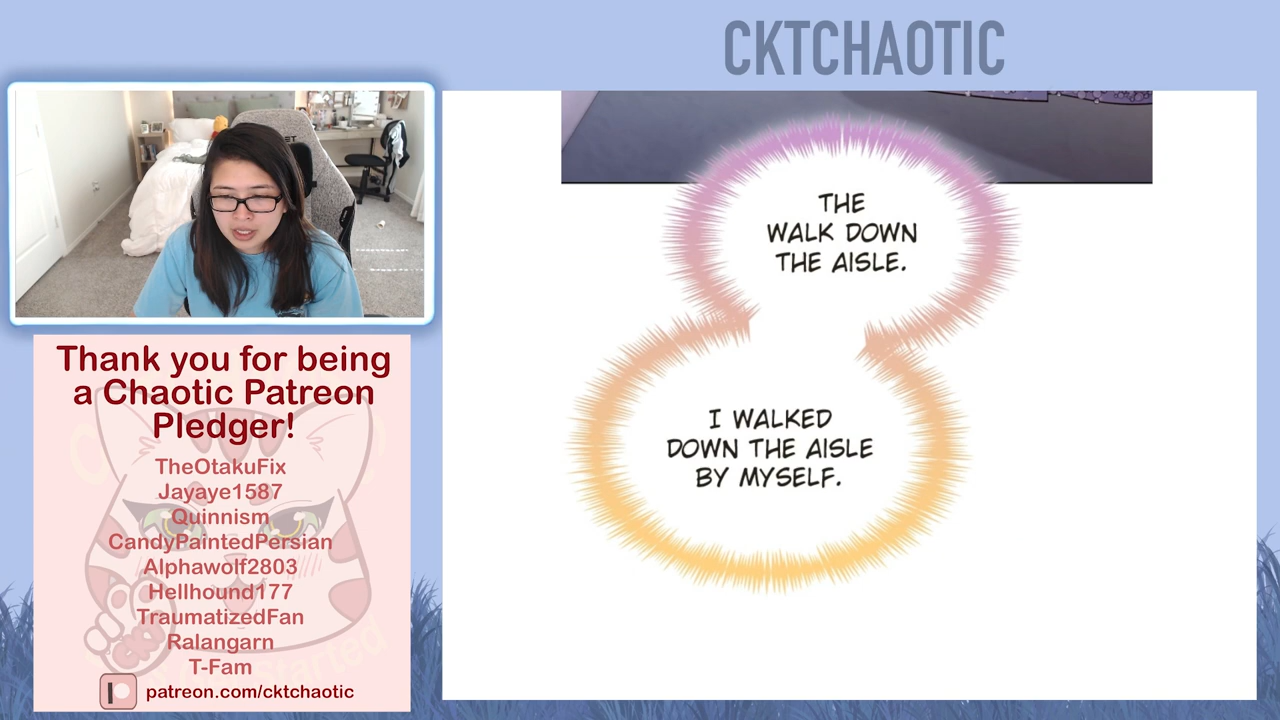 CKTCHAOTIC
THE
WALK DOWN
THE AISLE.
I WALKED
DOWN THE AISLE
BY MYSELF.
Thank you for being
a Chaotic Patreon
Pledger!
TheOtakuFix
Jayaye1587
Quinnism
CandyPaintedPersian
Alphawolf2803
Hellhound177
TraumatizedFan
Ralangarn
T-Fam
patreon.com/cktchaotic